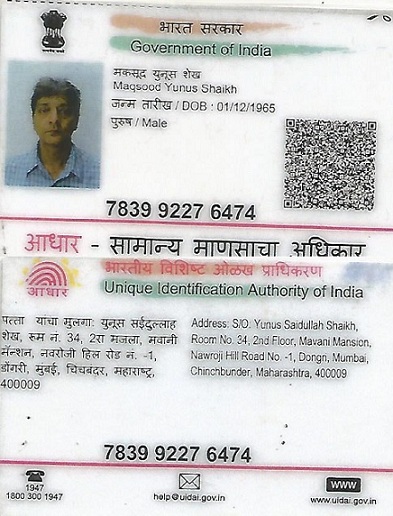 भारत सरकार
Government of India
मकसूद युनूस शेख
Maqsood Yunus Shaikh
जन्म तारीख / DOB : 01/12/1965
पुरुष / Male
7839 9227 6474
आधार - सामान्य माणसाचा अधिकार
आधार
भारतीय विशिष्ट ओळख प्राधिकरण
Unique Identification Authority of India
पत्ता यांचा मुलगा: युनूस सईदुल्लाह
शेख, रूम नं. 34, 2रा मजला, मवानी
मॅन्शन, नवरोजी हिल रोड नं. -1,
डोंगरी, मुंबई, चिंचबंदर, महाराष्ट्र,
400009
Address: S/O. Yunus Saidullah Shaikh,
Room No. 34, 2nd Floor, Mavani Mansion,
Nawroji Hill Road No. -1, Dongri, Mumbai,
Chinchbunder, Maharashtra, 400009
7839 9227 6474
1947
1800 300 1947
help@uidai.gov.in
www
www.uidai.gov.in